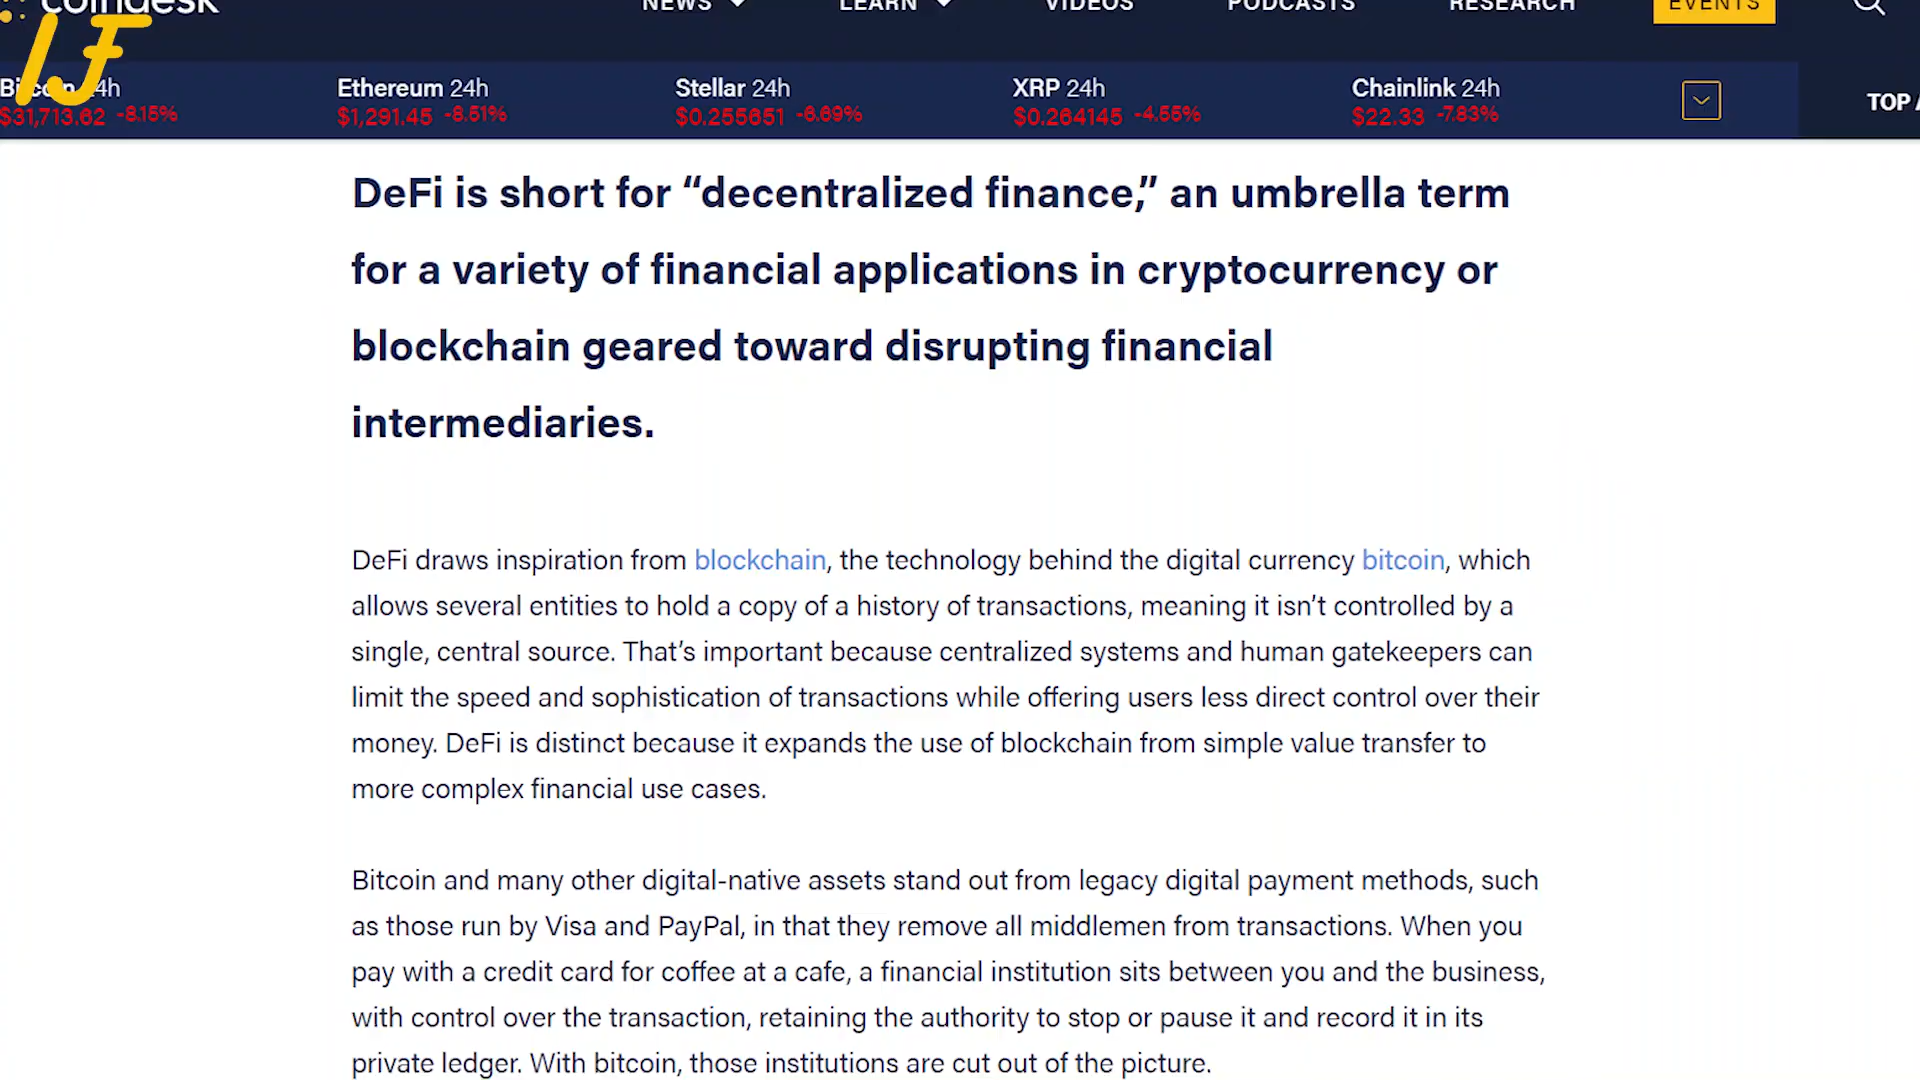 coindesk
NEWS LEARN VIDEOS PODCASTS RESEARCH EVENTS
IF
Bitcoin 24h
$31,713.62 -8.15%
Ethereum 24h
$1,291.45 -8.51%
Stellar 24h
$0.255651 -6.69%
XRP 24h
$0.264145 -4.55%
Chainlink 24h
$22.33 -7.83%
TOP
DeFi is short for “decentralized finance,” an umbrella term
for a variety of financial applications in cryptocurrency or
blockchain geared toward disrupting financial
intermediaries.
DeFi draws inspiration from blockchain, the technology behind the digital currency bitcoin, which
allows several entities to hold a copy of a history of transactions, meaning it isn’t controlled by a
single, central source. That’s important because centralized systems and human gatekeepers can
limit the speed and sophistication of transactions while offering users less direct control over their
money. DeFi is distinct because it expands the use of blockchain from simple value transfer to
more complex financial use cases.
Bitcoin and many other digital-native assets stand out from legacy digital payment methods, such
as those run by Visa and PayPal, in that they remove all middlemen from transactions. When you
pay with a credit card for coffee at a cafe, a financial institution sits between you and the business,
with control over the transaction, retaining the authority to stop or pause it and record it in its
private ledger. With bitcoin, those institutions are cut out of the picture.